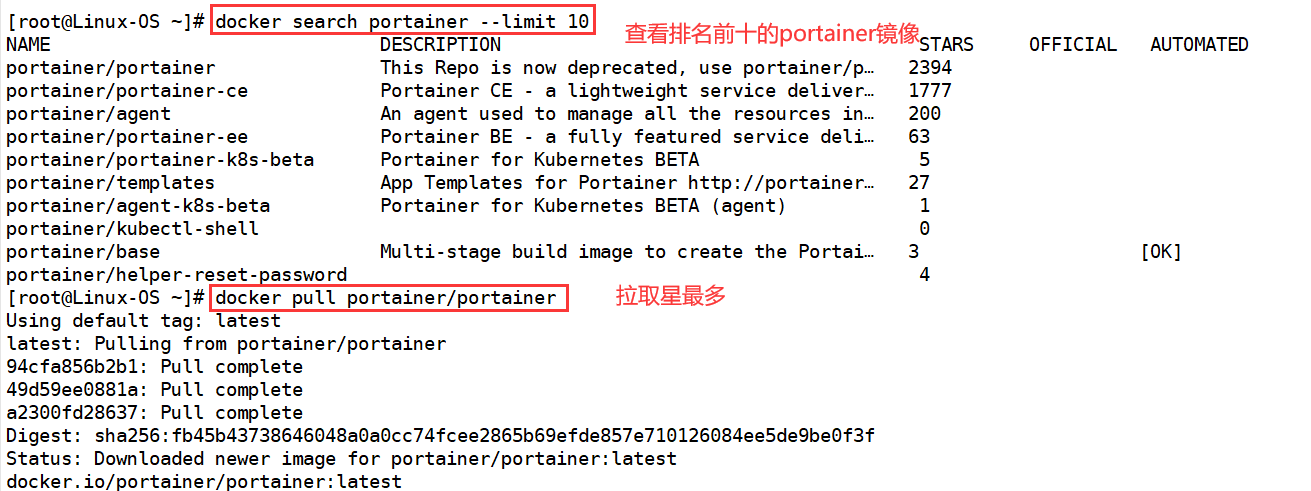 [root@Linux-OS ~]# docker search portainer --limit 10 查看排名前十的portainer镜像
NAME DESCRIPTION STARS OFFICIAL AUTOMATED
portainer/portainer This Repo is now deprecated, use portainer/p… 2394
portainer/portainer-ce Portainer CE - a lightweight service deliver… 1777
portainer/agent An agent used to manage all the resources in… 200
portainer/portainer-ee Portainer BE - a fully featured service deli… 63
portainer/portainer-k8s-beta Portainer for Kubernetes BETA 5
portainer/templates App Templates for Portainer http://portainer… 27
portainer/agent-k8s-beta Portainer for Kubernetes BETA (agent) 1
portainer/kubectl-shell 0
portainer/base Multi-stage build image to create the Portai… 3 [OK]
portainer/helper-reset-password 4
[root@Linux-OS ~]# docker pull portainer/portainer 拉取星最多
Using default tag: latest
latest: Pulling from portainer/portainer
94cfa856b2b1: Pull complete
49d59ee0881a: Pull complete
a2300fd28637: Pull complete
Digest: sha256:fb45b43738646048a0a0cc74fcee2865b69efde857e710126084ee5de9be0f3f
Status: Downloaded newer image for portainer/portainer:latest
docker.io/portainer/portainer:latest